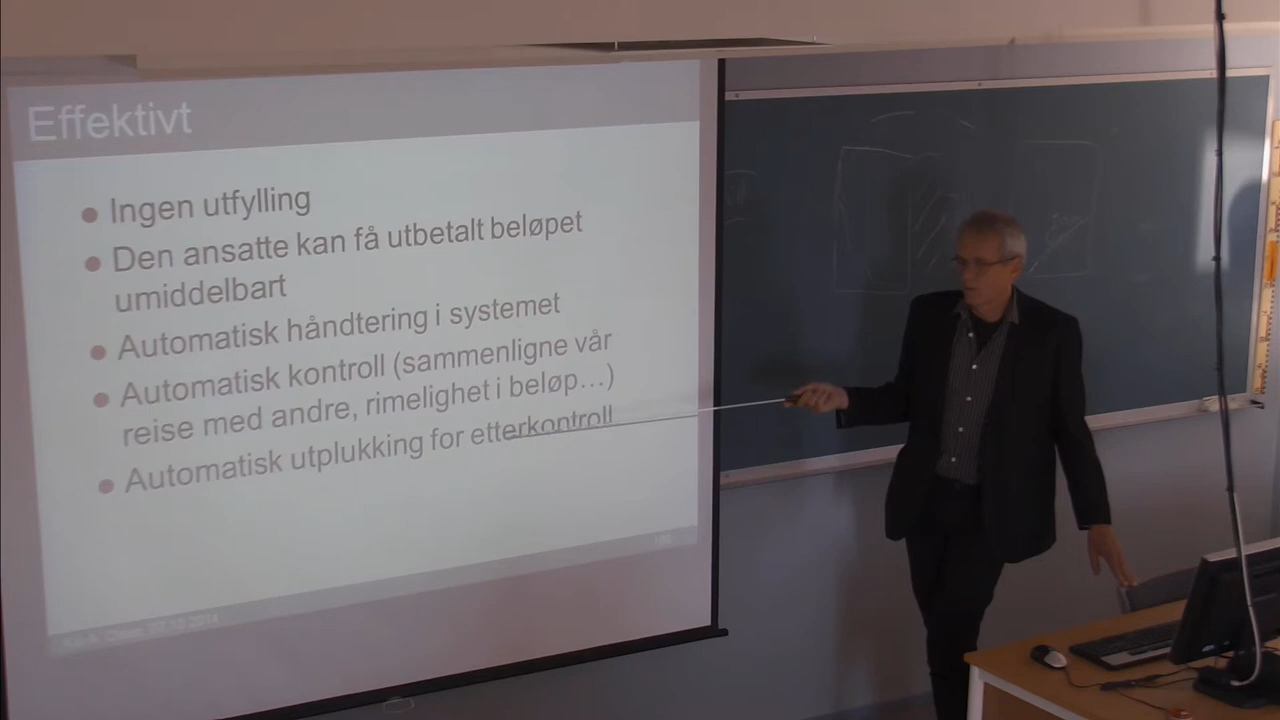 Effektivt
Ingen utfylling
Den ansatte kan få utbetalt beløpet
umiddelbart
Automatisk håndtering i systemet
Automatisk kontroll (sammenligne vår
reise med andre, rimelighet i beløp…)
Automatisk utplukking for etterkontroll